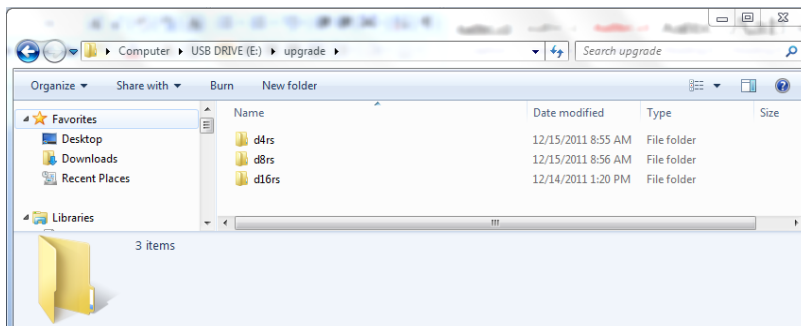 Computer ▸ USB DRIVE (E:) ▸ upgrade ▸ Search upgrade
Organize ▼ Share with ▼ Burn New folder
Name Date modified Type Size
Favorites
Desktop d4rs 12/15/2011 8:55 AM File folder
Downloads d8rs 12/15/2011 8:56 AM File folder
Recent Places d16rs 12/14/2011 1:20 PM File folder
Libraries
3 items